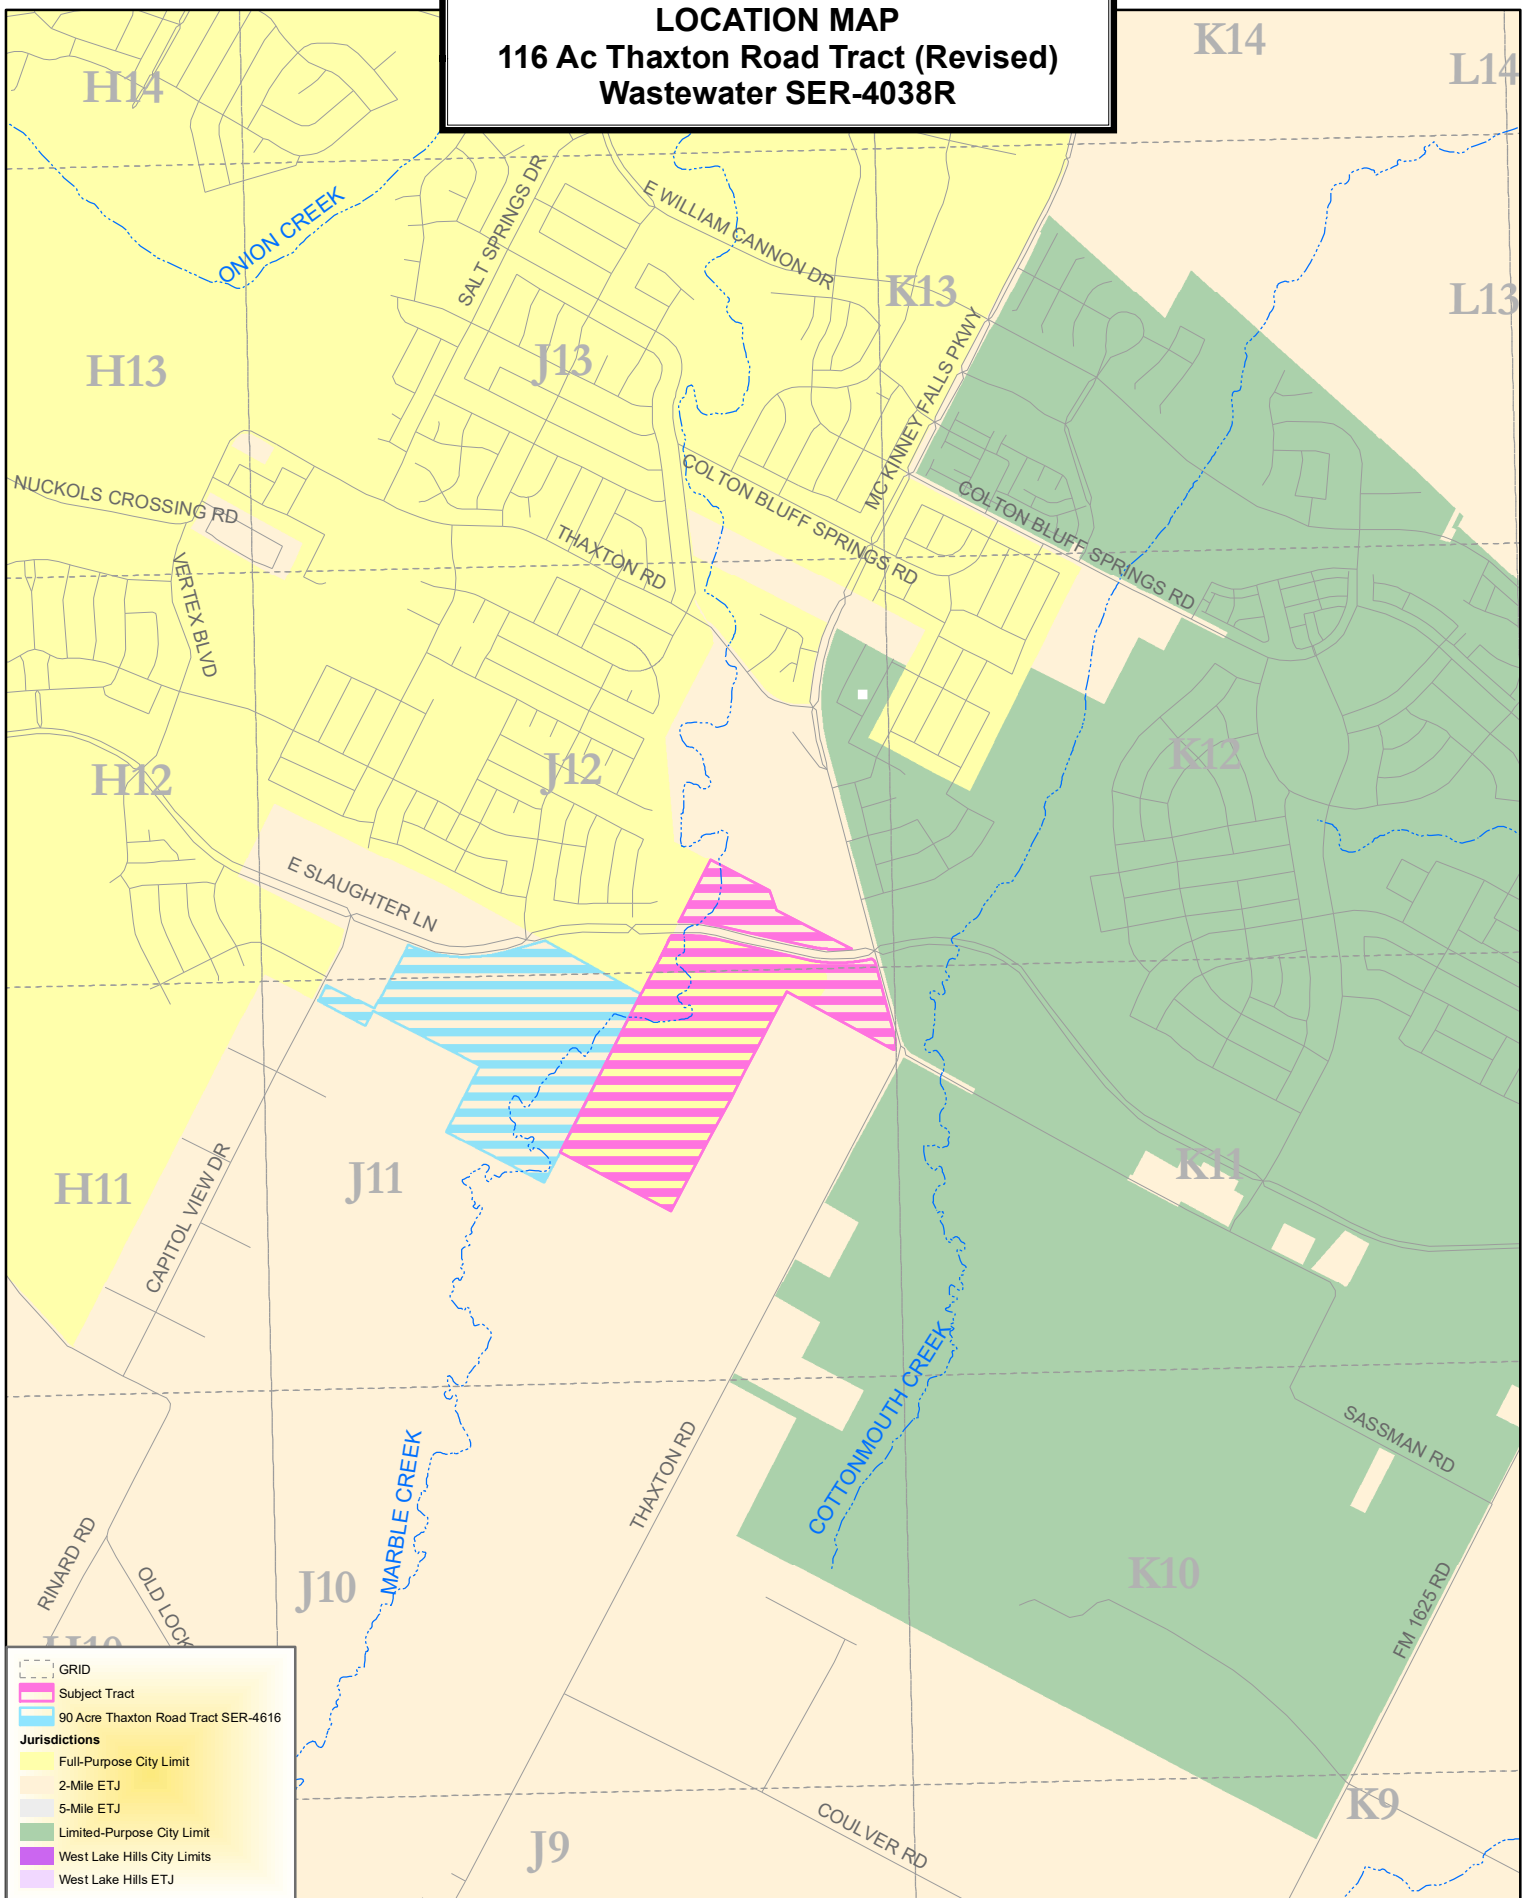 LOCATION MAP
116 Ac Thaxton Road Tract (Revised)
Wastewater SER-4038R
K14
L14
H14
ONION CREEK
SALT SPRINGS DR
E WILLIAM CANNON DR
K13
L13
H13
J13
MC KINNEY FALLS PKWY
NUCKOLS CROSSING RD
COLTON BLUFF SPRINGS RD
COLTON BLUFF SPRINGS RD
THAXTON RD
VERTEX BLVD
H12
J12
K12
E SLAUGHTER LN
H11
J11
K11
CAPITOL VIEW DR
COTTONMOUTH CREEK
MARBLE CREEK
THAXTON RD
SASSMAN RD
RINARD RD
OLD LOCK
J10
K10
FM 1625 RD
H10
K9
J9
COULVER RD
GRID
Subject Tract
90 Acre Thaxton Road Tract SER-4616
Jurisdictions
Full-Purpose City Limit
2-Mile ETJ
5-Mile ETJ
Limited-Purpose City Limit
West Lake Hills City Limits
West Lake Hills ETJ